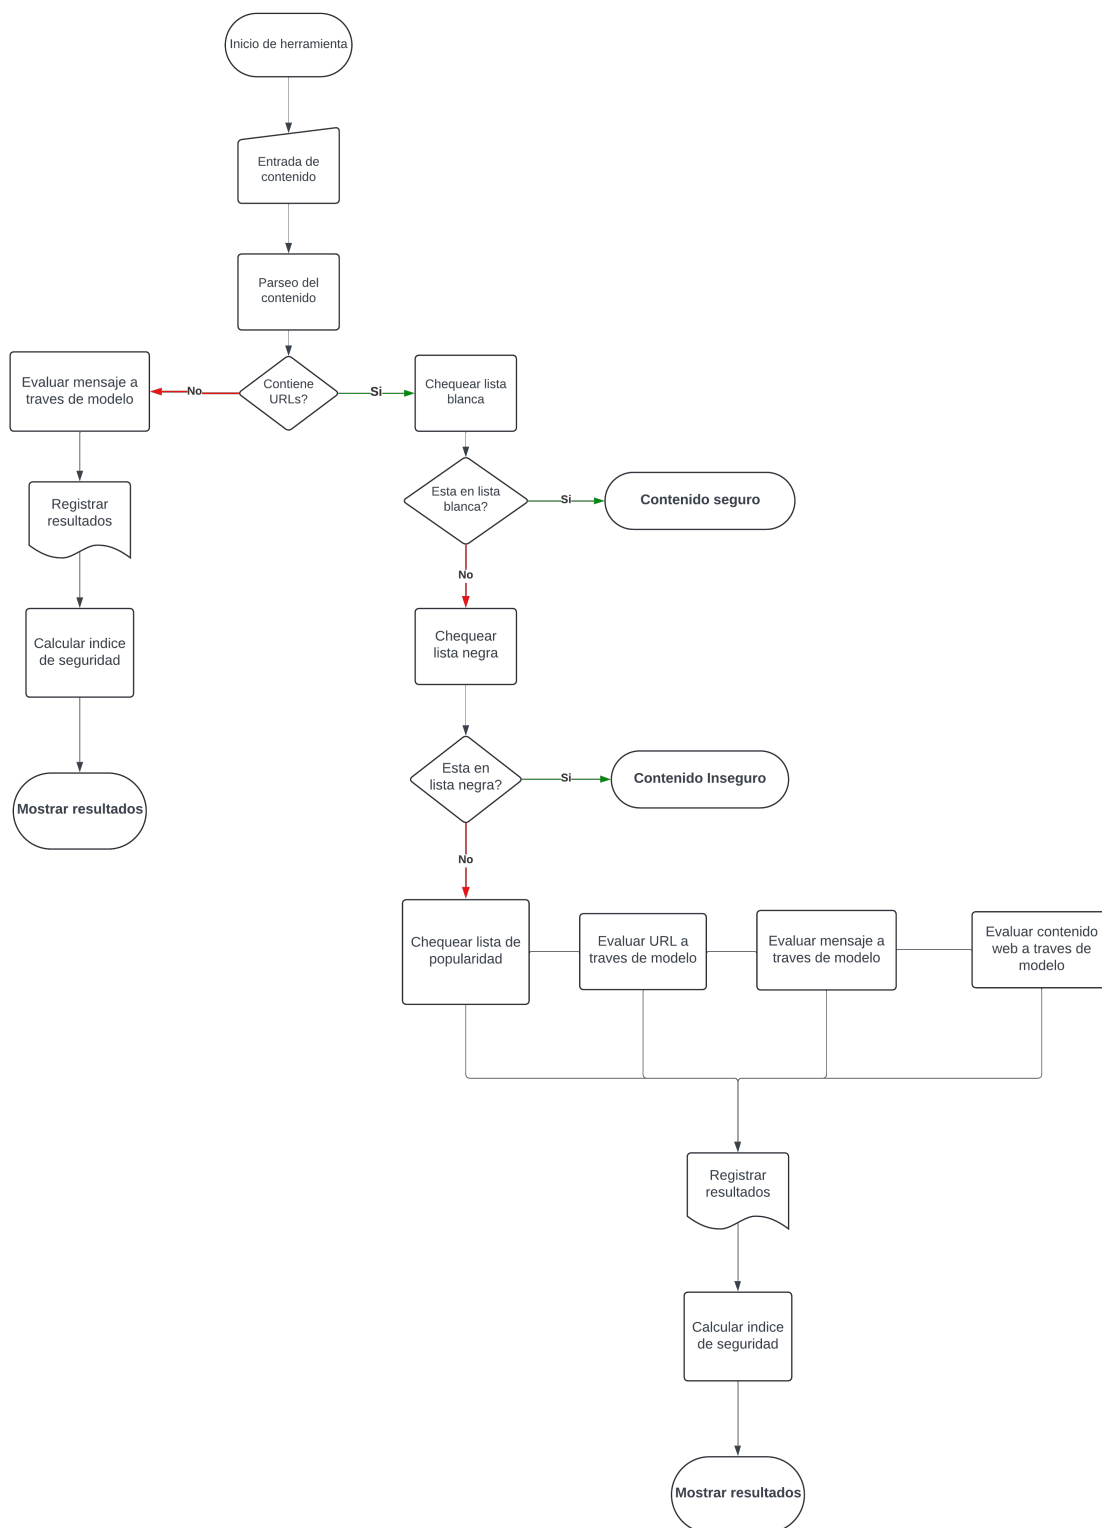 Inicio de herramienta
Entrada de
contenido
Parseo del
contenido
Contiene
URLs?
No
Si
Evaluar mensaje a
traves de modelo
Registrar
resultados
Calcular indice
de seguridad
Mostrar resultados
Chequear lista
blanca
Esta en lista
blanca?
Si
Contenido seguro
No
Chequear
lista negra
Esta en
lista negra?
Si
Contenido Inseguro
No
Chequear lista de
popularidad
Evaluar URL a
traves de modelo
Evaluar mensaje a
traves de modelo
Evaluar contenido
web a traves de
modelo
Registrar
resultados
Calcular indice
de seguridad
Mostrar resultados